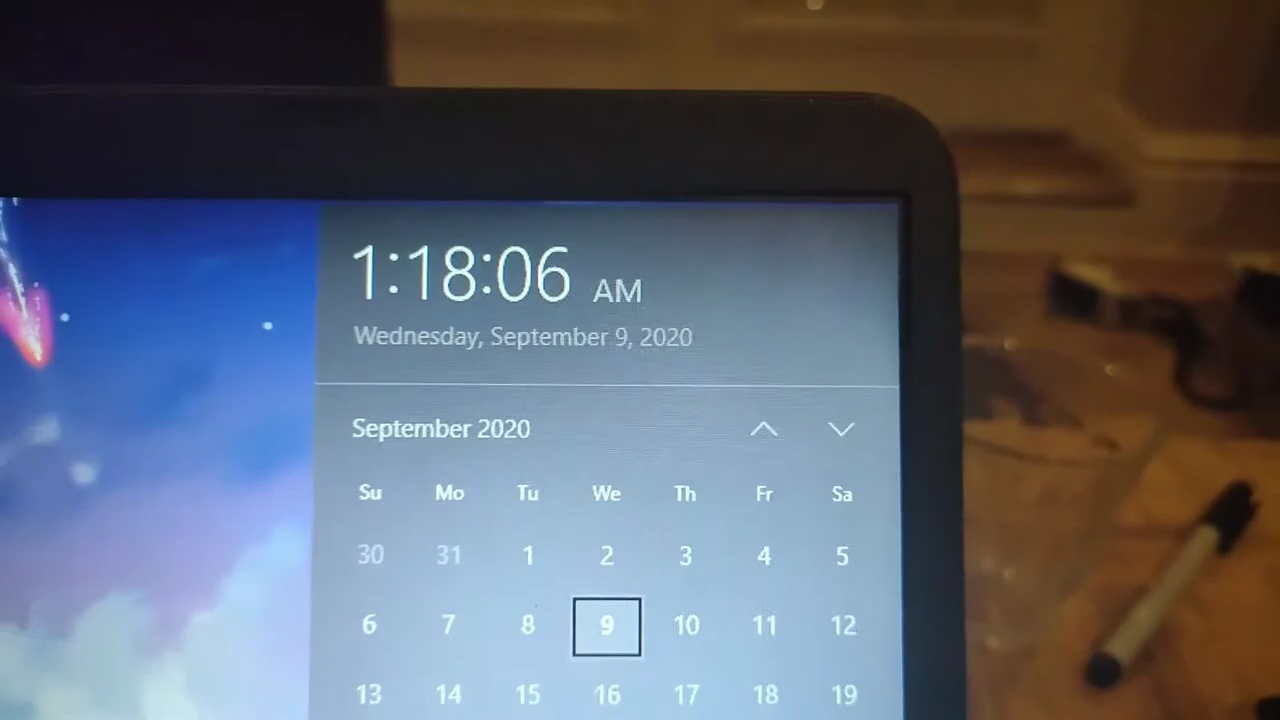 1:18:06 AM
Wednesday, September 9, 2020
September 2020
Su Mo Tu We Th Fr Sa
30 31 1 2 3 4 5
6 7 8 9 10 11 12
13 14 15 16 17 18 19